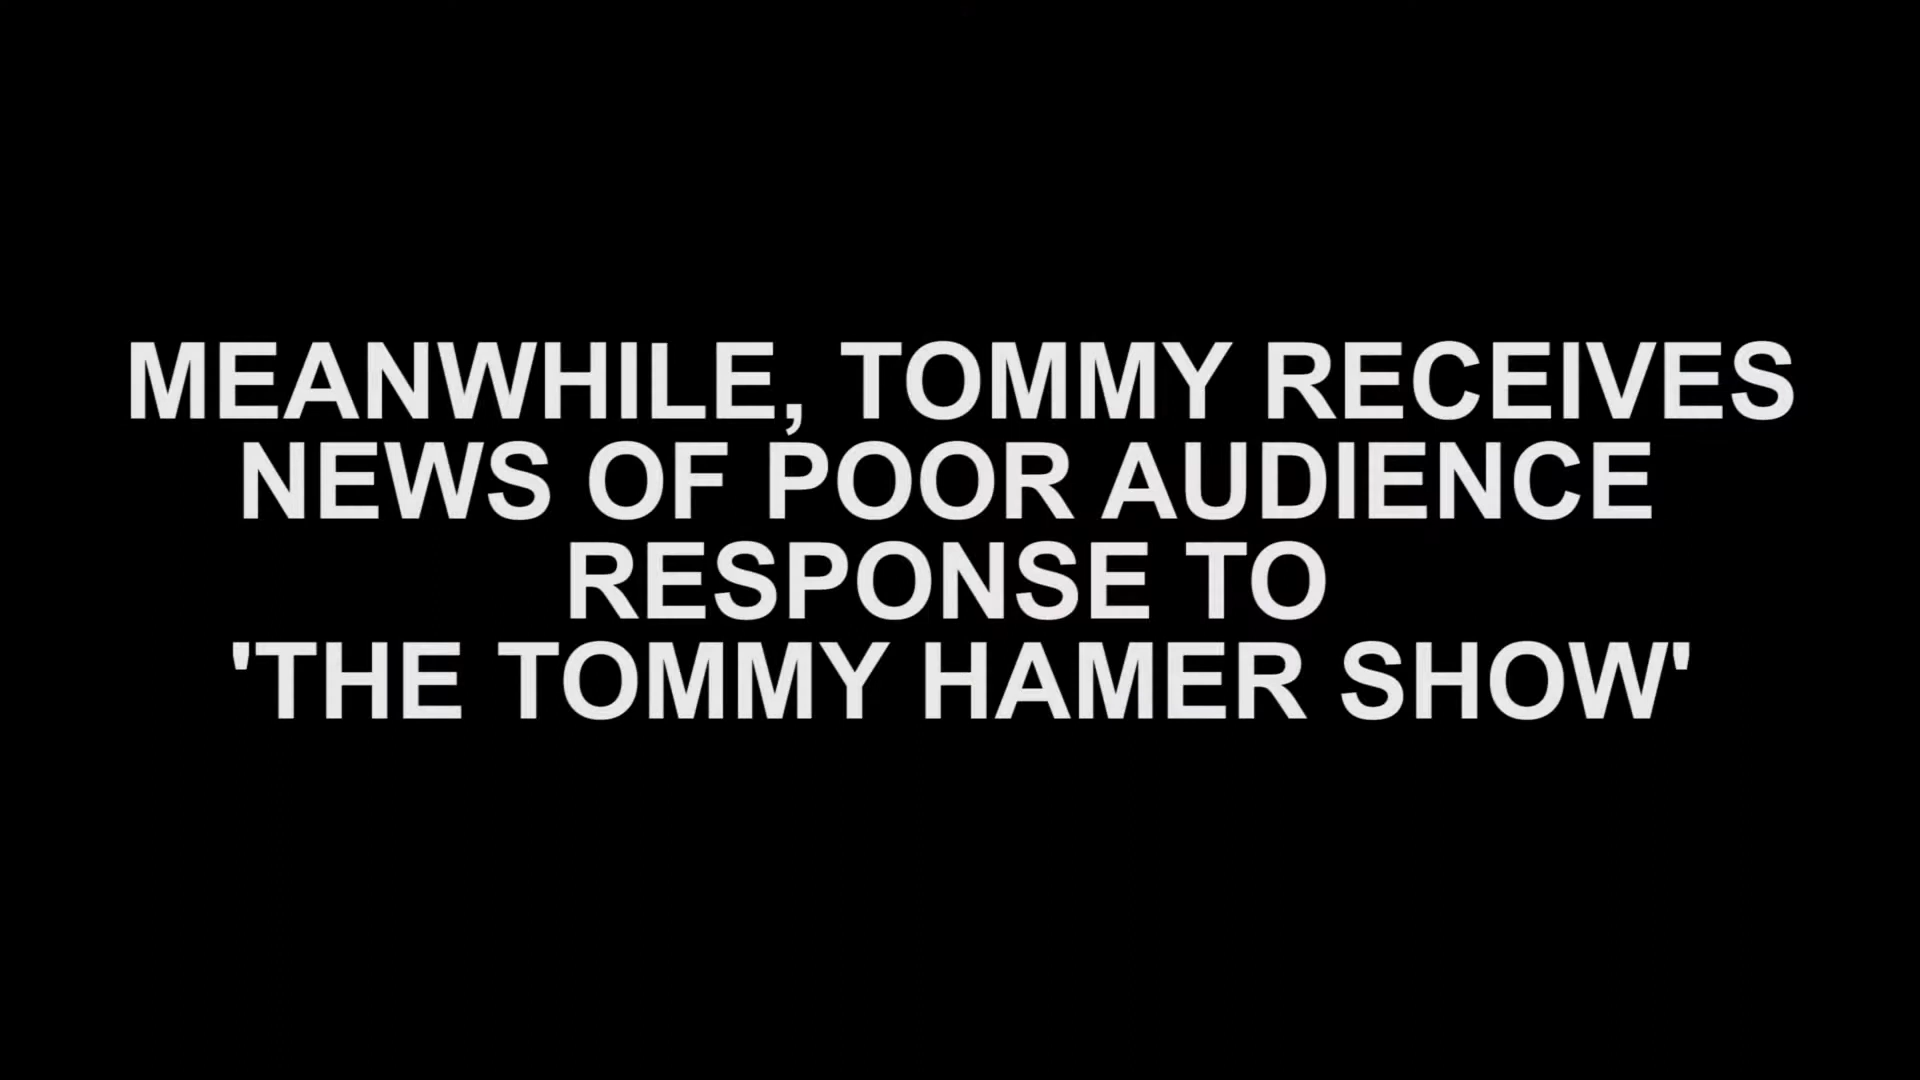 MEANWHILE, TOMMY RECEIVES
NEWS OF POOR AUDIENCE
RESPONSE TO
'THE TOMMY HAMER SHOW'